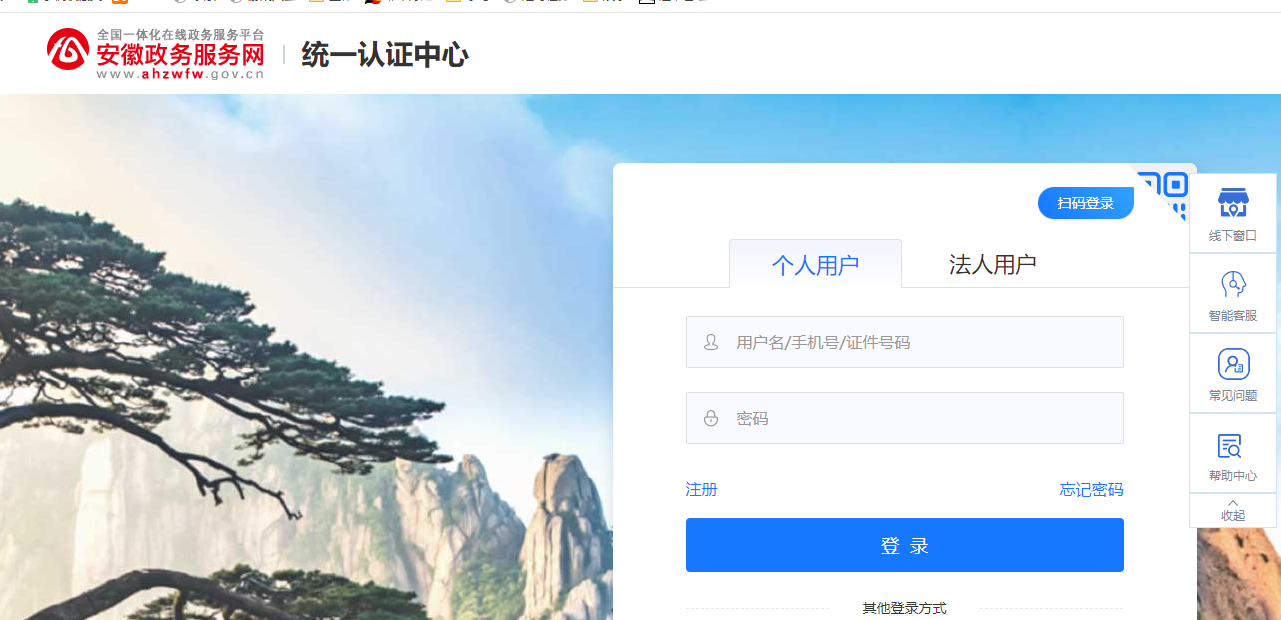 全国一体化在线政务服务平台
安徽政务服务网
www.ahzwfw.gov.cn
统一认证中心
扫码登录
个人用户
法人用户
用户名/手机号/证件号码
密码
注册
忘记密码
登 录
其他登录方式
线下窗口
智能客服
常见问题
帮助中心
收起